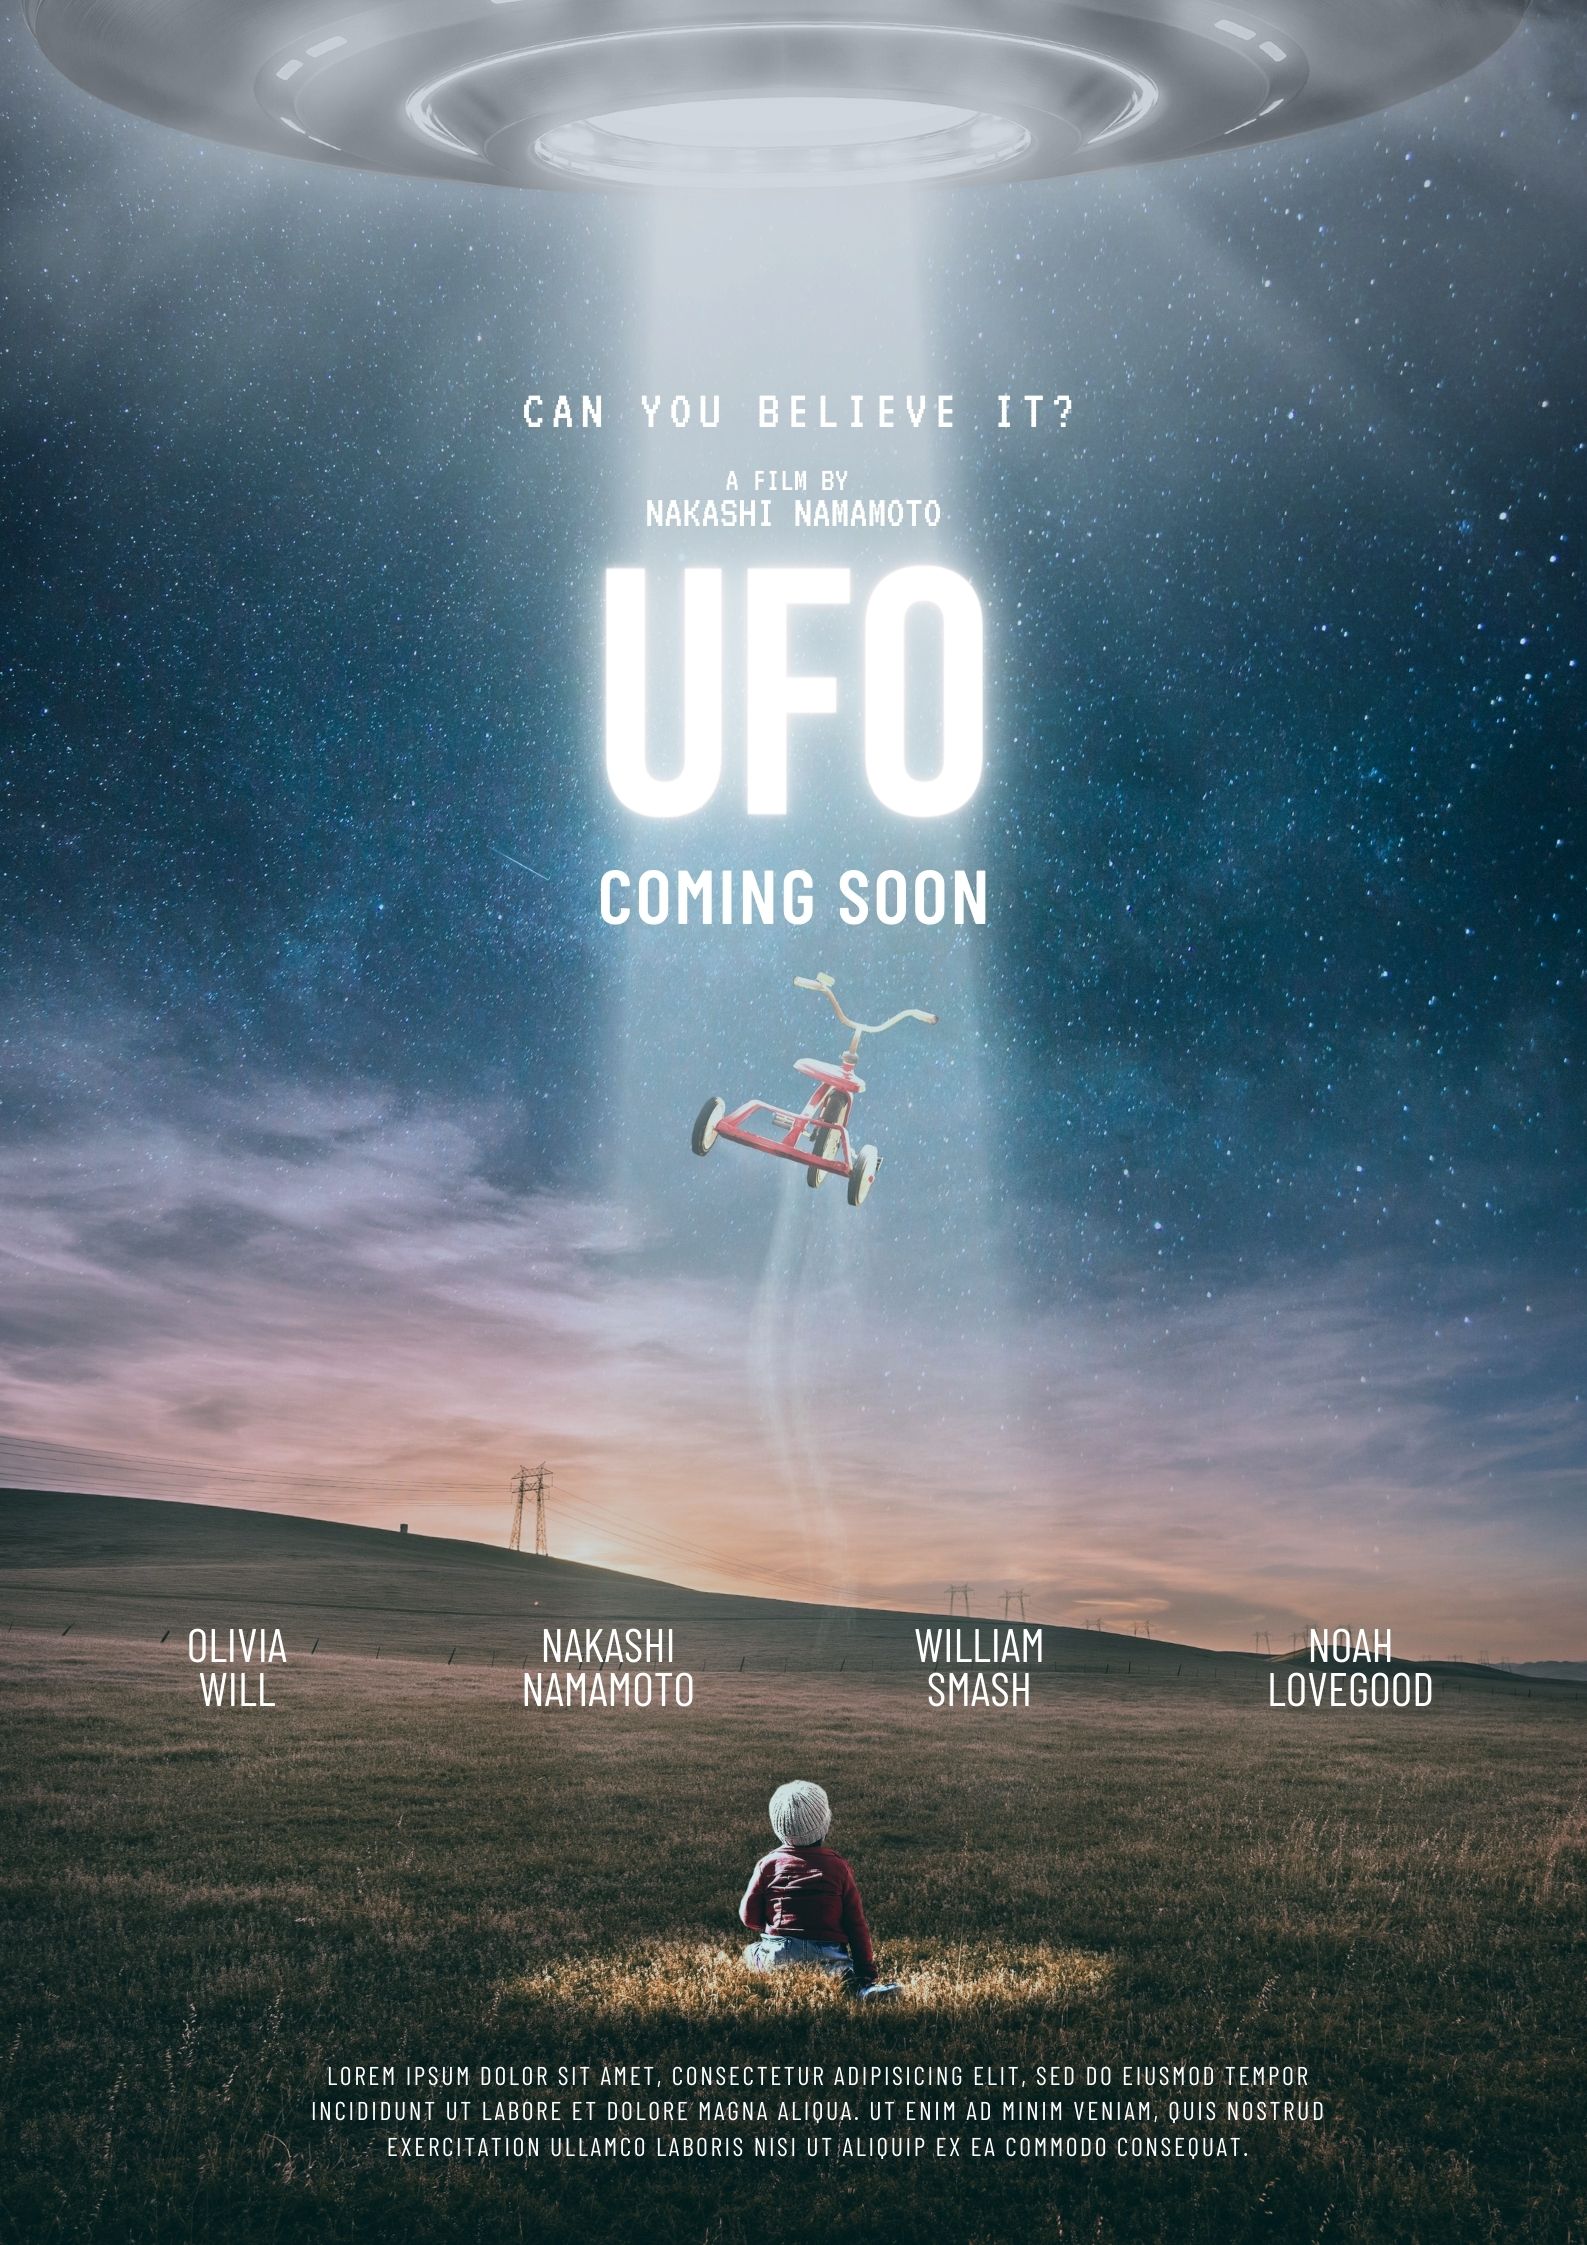 CAN YOU BELIEVE IT?
A FILM BY
NAKASHI NAMAMOTO
UFO
COMING SOON
OLIVIA
WILL
NAKASHI
NAMAMOTO
WILLIAM
SMASH
NOAH
LOVEGOOD
LOREM IPSUM DOLOR SIT AMET, CONSECTETUR ADIPISICING ELIT, SED DO EIUSMOD TEMPOR
INCIDIDUNT UT LABORE ET DOLORE MAGNA ALIQUA. UT ENIM AD MINIM VENIAM, QUIS NOSTRUD
EXERCITATION ULLAMCO LABORIS NISI UT ALIQUIP EX EA COMMODO CONSEQUAT.